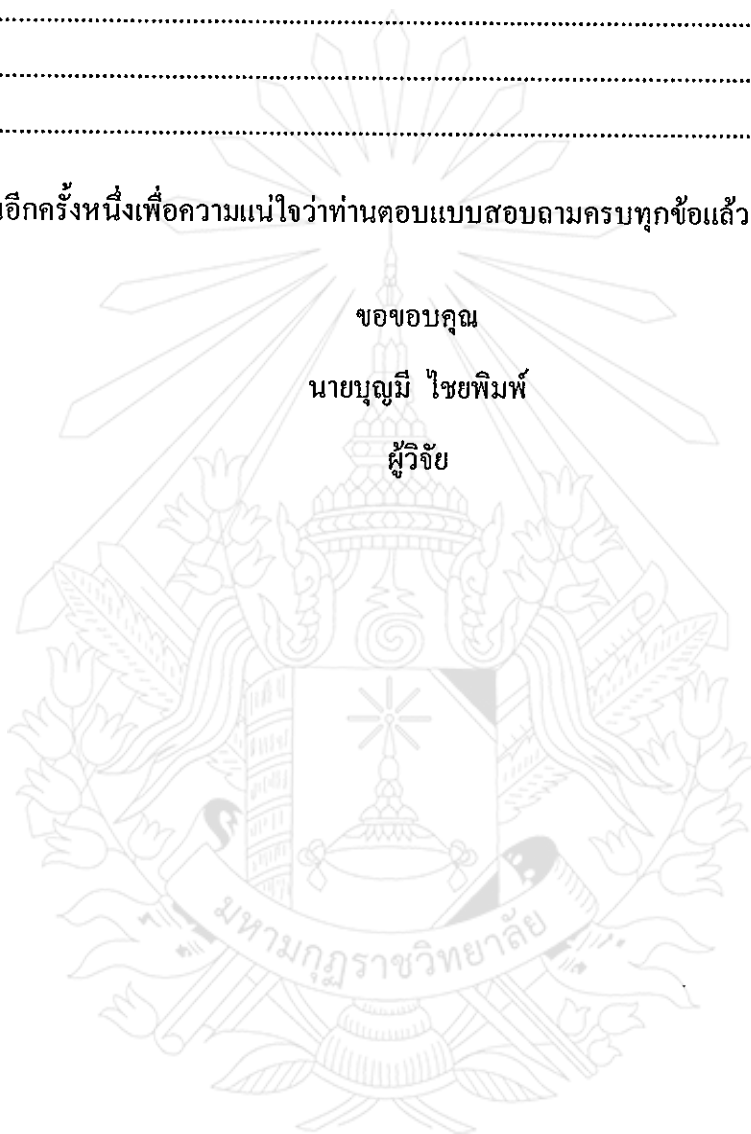 อีกครั้งหนึ่งเพื่อความแน่ใจว่าท่านตอบแบบสอบถามครบทุกข้อแล้ว
ขอขอบคุณ
นายบุญมี ไชยพิมพ์
ผู้วิจัย
มหามกุฏราชวิทยาลัย